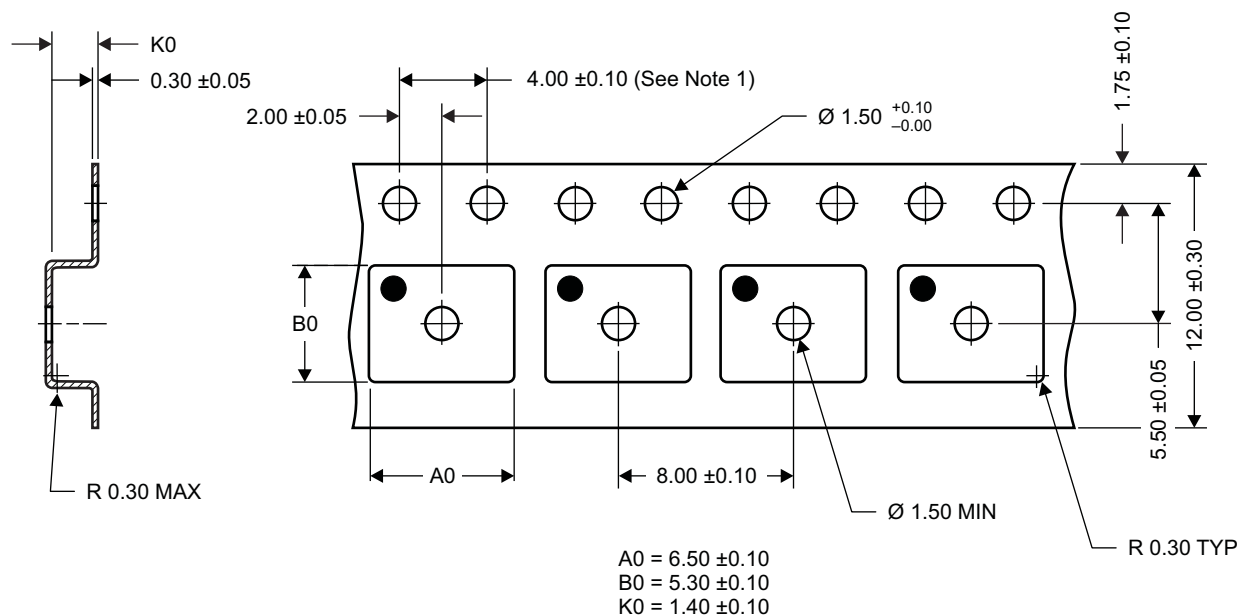 K0
0.30 ±0.05
4.00 ±0.10 (See Note 1)
2.00 ±0.05
Ø 1.50 +0.10 –0.00
1.75 ±0.10
B0
12.00 ±0.30
5.50 ±0.05
R 0.30 MAX
A0
8.00 ±0.10
Ø 1.50 MIN
R 0.30 TYP
A0 = 6.50 ±0.10
B0 = 5.30 ±0.10
K0 = 1.40 ±0.10